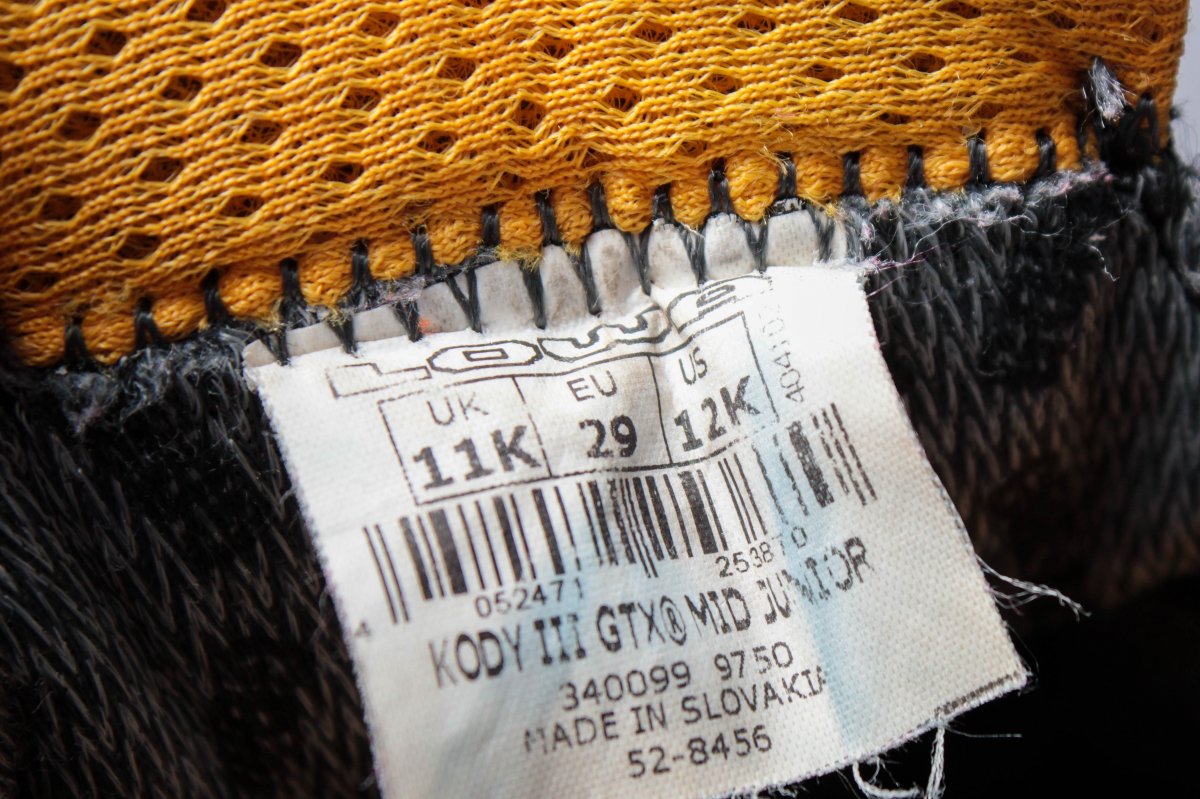 LOWA
UK EU US
11K 29 12K
4 052471 253870
KODY III GTX® MID JUNIOR
340099 9750
MADE IN SLOVAKIA
52-8456